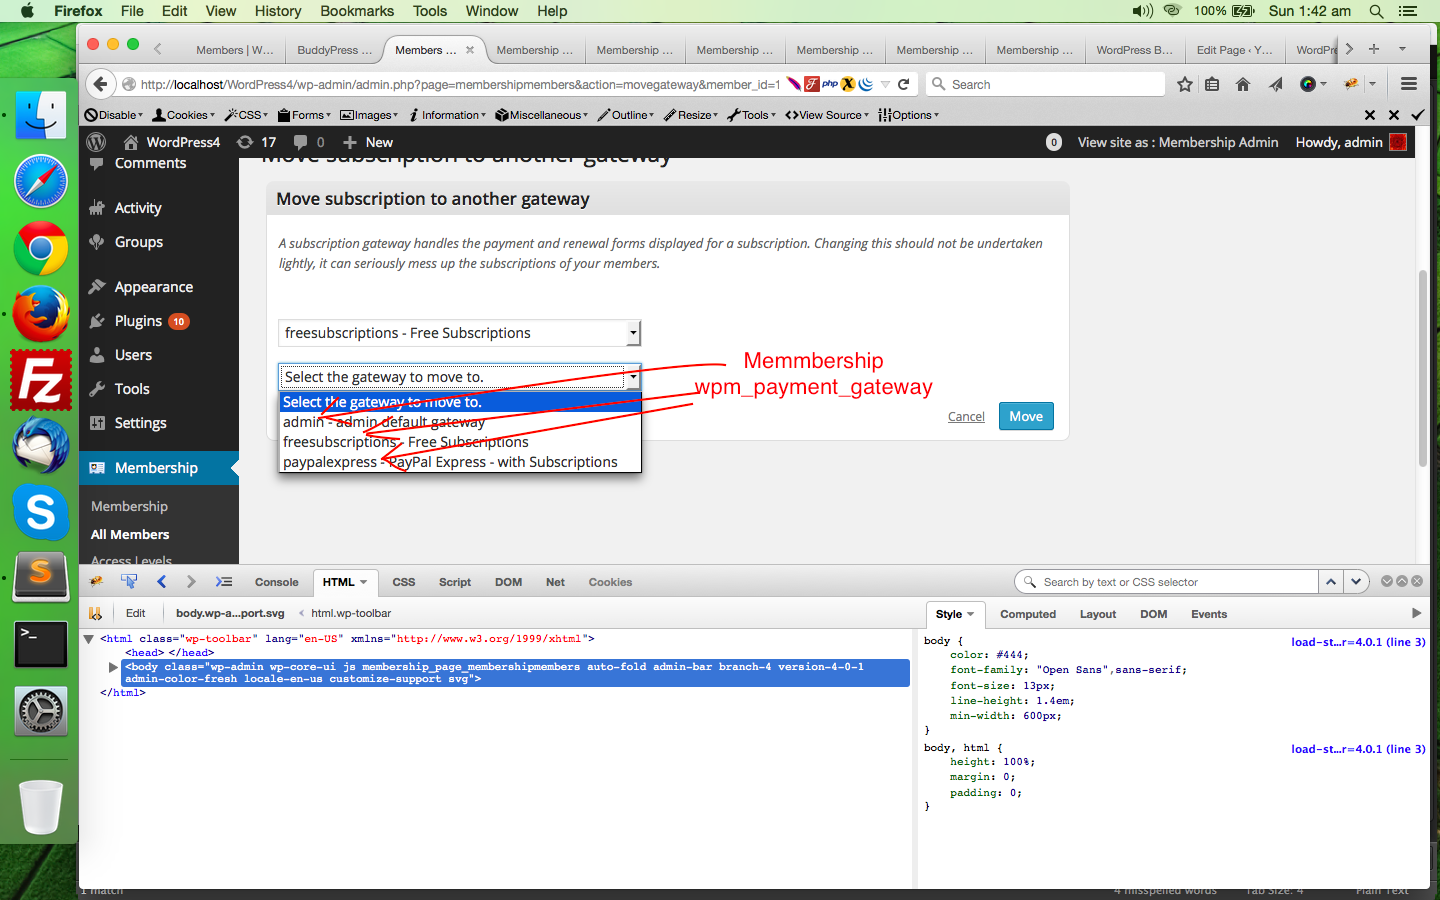 Firefox File Edit View History Bookmarks Tools Window Help 100% Sun 1:42 am
Members | W... BuddyPress ... Members ... Membership ... Membership ... Membership ... Membership ... Membership ... Membership ... WordPress B... Edit Page ‹ Y... WordPre
http://localhost/WordPress4/wp-admin/admin.php?page=membershipmembers&action=movegateway&member_id=1 php Search
Disable Cookies CSS Forms Images Information Miscellaneous Outline Resize Tools View Source Options
WordPress4 17 0 New 0 View site as : Membership Admin Howdy, admin
Move subscription to another gateway
Comments
Activity
Groups
Appearance
Plugins 10
Users
Tools
Settings
Membership
Membership
All Members
Access Levels
Move subscription to another gateway
A subscription gateway handles the payment and renewal forms displayed for a subscription. Changing this should not be undertaken
lightly, it can seriously mess up the subscriptions of your members.
freesubscriptions - Free Subscriptions
Select the gateway to move to.
Select the gateway to move to.
admin - admin default gateway
freesubscriptions - Free Subscriptions
paypalexpress - PayPal Express - with Subscriptions
Memmbership
wpm_payment_gateway
Cancel Move
Console HTML CSS Script DOM Net Cookies Search by text or CSS selector
Edit body.wp-a...port.svg < html.wp-toolbar
<html class="wp-toolbar" lang="en-US" xmlns="http://www.w3.org/1999/xhtml">
<head> </head>
<body class="wp-admin wp-core-ui js membership_page_membershipmembers auto-fold admin-bar branch-4 version-4-0-1
admin-color-fresh locale-en-us customize-support svg">
</html>
Style Computed Layout DOM Events
body { load-st...r=4.0.1 (line 3)
color: #444;
font-family: "Open Sans",sans-serif;
font-size: 13px;
line-height: 1.4em;
min-width: 600px;
}
body, html { load-st...r=4.0.1 (line 3)
height: 100%;
margin: 0;
padding: 0;
}
1 match 4 misspelled words Tab Size: 4 Plain Text